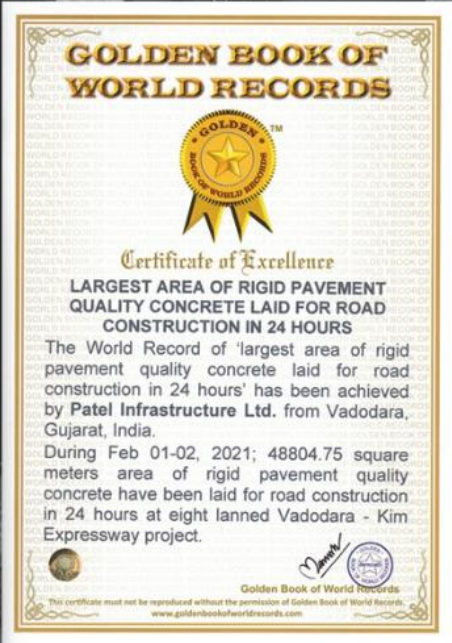 GOLDEN BOOK OF
WORLD RECORDS
GOLDEN
BOOK OF WORLD RECORDS
TM
Certificate of Excellence
LARGEST AREA OF RIGID PAVEMENT
QUALITY CONCRETE LAID FOR ROAD
CONSTRUCTION IN 24 HOURS
The World Record of 'largest area of rigid
pavement quality concrete laid for road
construction in 24 hours' has been achieved
by Patel Infrastructure Ltd. from Vadodara,
Gujarat, India.
During Feb 01-02, 2021; 48804.75 square
meters area of rigid pavement quality
concrete have been laid for road construction
in 24 hours at eight lanned Vadodara - Kim
Expressway project.
Golden Book of World Records
This certificate must not be reproduced without the permission of Golden Book of World Records.
www.goldenbookofworldrecords.com